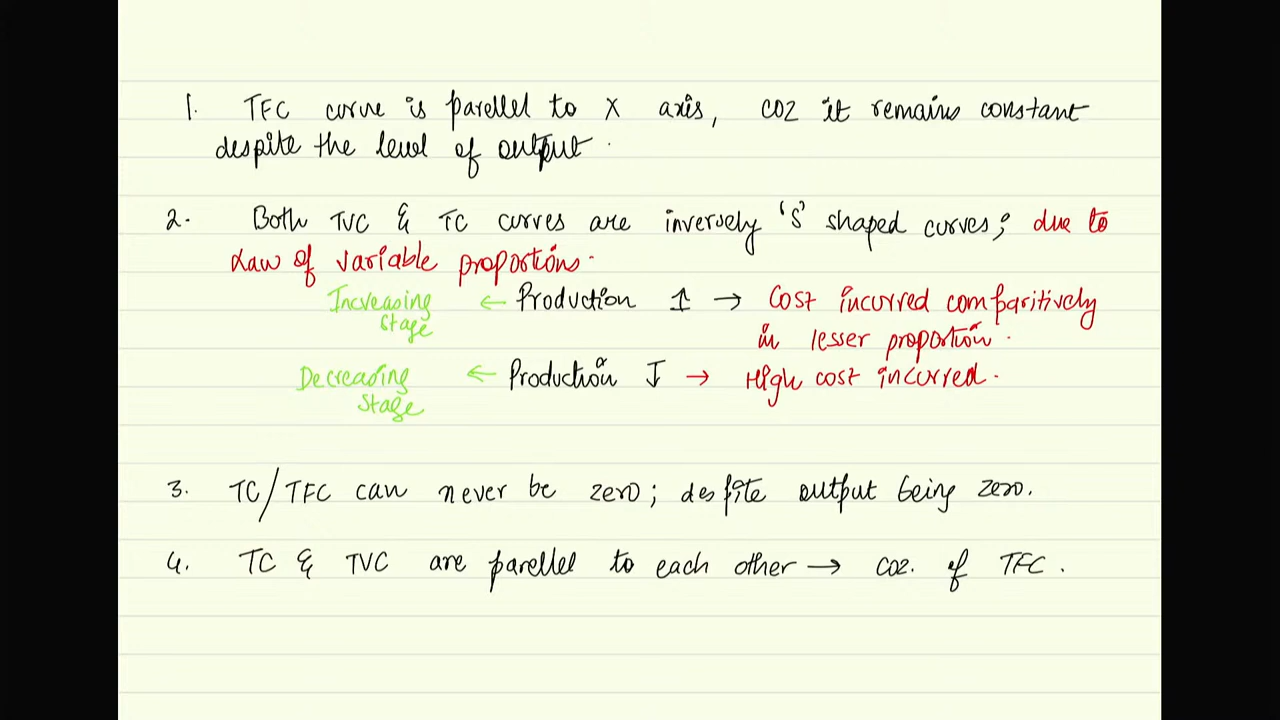 1. TFC curve is parellel to X axis, CO2 it remains constant
despite the level of output.
2. Both TVC & TC curves are inversely 'S' shaped curves; due to
Law of variable proportions.
Increasing stage ← Production ↑ → Cost incurred comparitively
in lesser proportion.
Decreasing stage ← Production ↓ → High cost incurred.
3. TC/TFC can never be zero; despite output being zero.
4. TC & TVC are parellel to each other → CO2. of TFC.